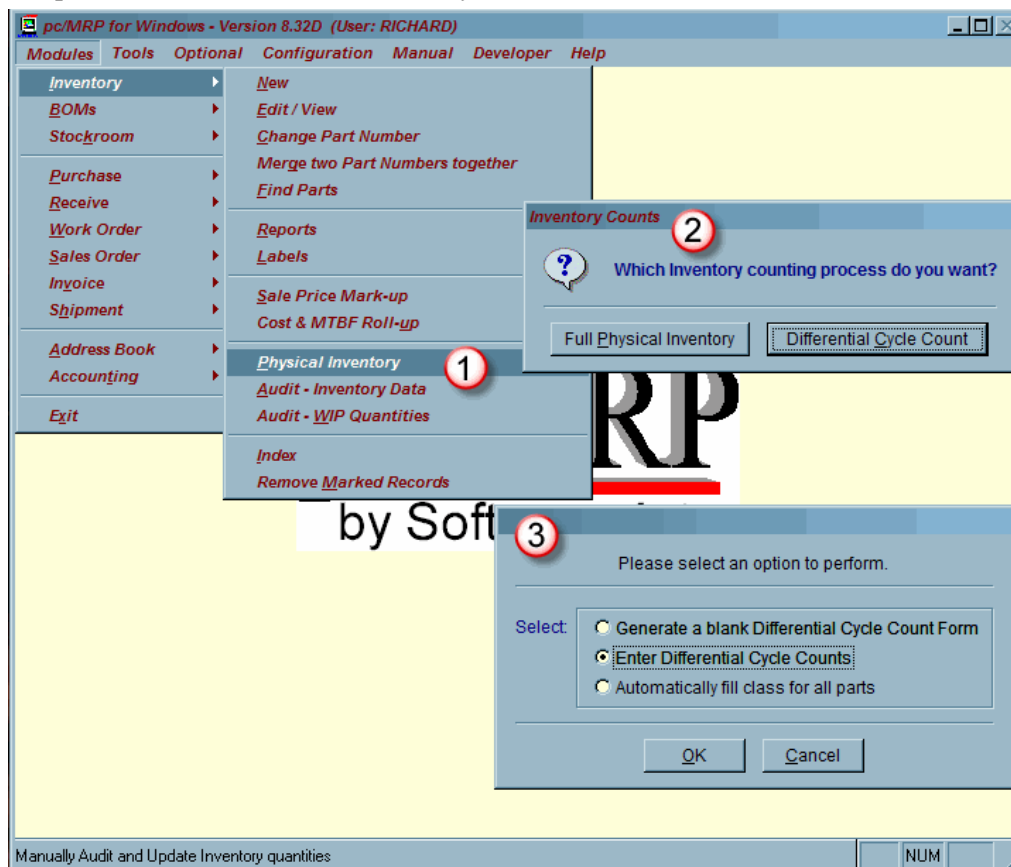 pc/MRP for Windows - Version 8.32D (User: RICHARD)
Modules Tools Optional Configuration Manual Developer Help
Inventory
BOMs
Stockroom
Purchase
Receive
Work Order
Sales Order
Invoice
Shipment
Address Book
Accounting
Exit
New
Edit / View
Change Part Number
Merge two Part Numbers together
Find Parts
Reports
Labels
Sale Price Mark-up
Cost & MTBF Roll-up
Physical Inventory
1
Audit - Inventory Data
Audit - WIP Quantities
Index
Remove Marked Records
Inventory Counts
2
Which Inventory counting process do you want?
Full Physical Inventory Differential Cycle Count
RP
by Soft
3
Please select an option to perform.
Select:
Generate a blank Differential Cycle Count Form
Enter Differential Cycle Counts
Automatically fill class for all parts
OK Cancel
Manually Audit and Update Inventory quantities NUM